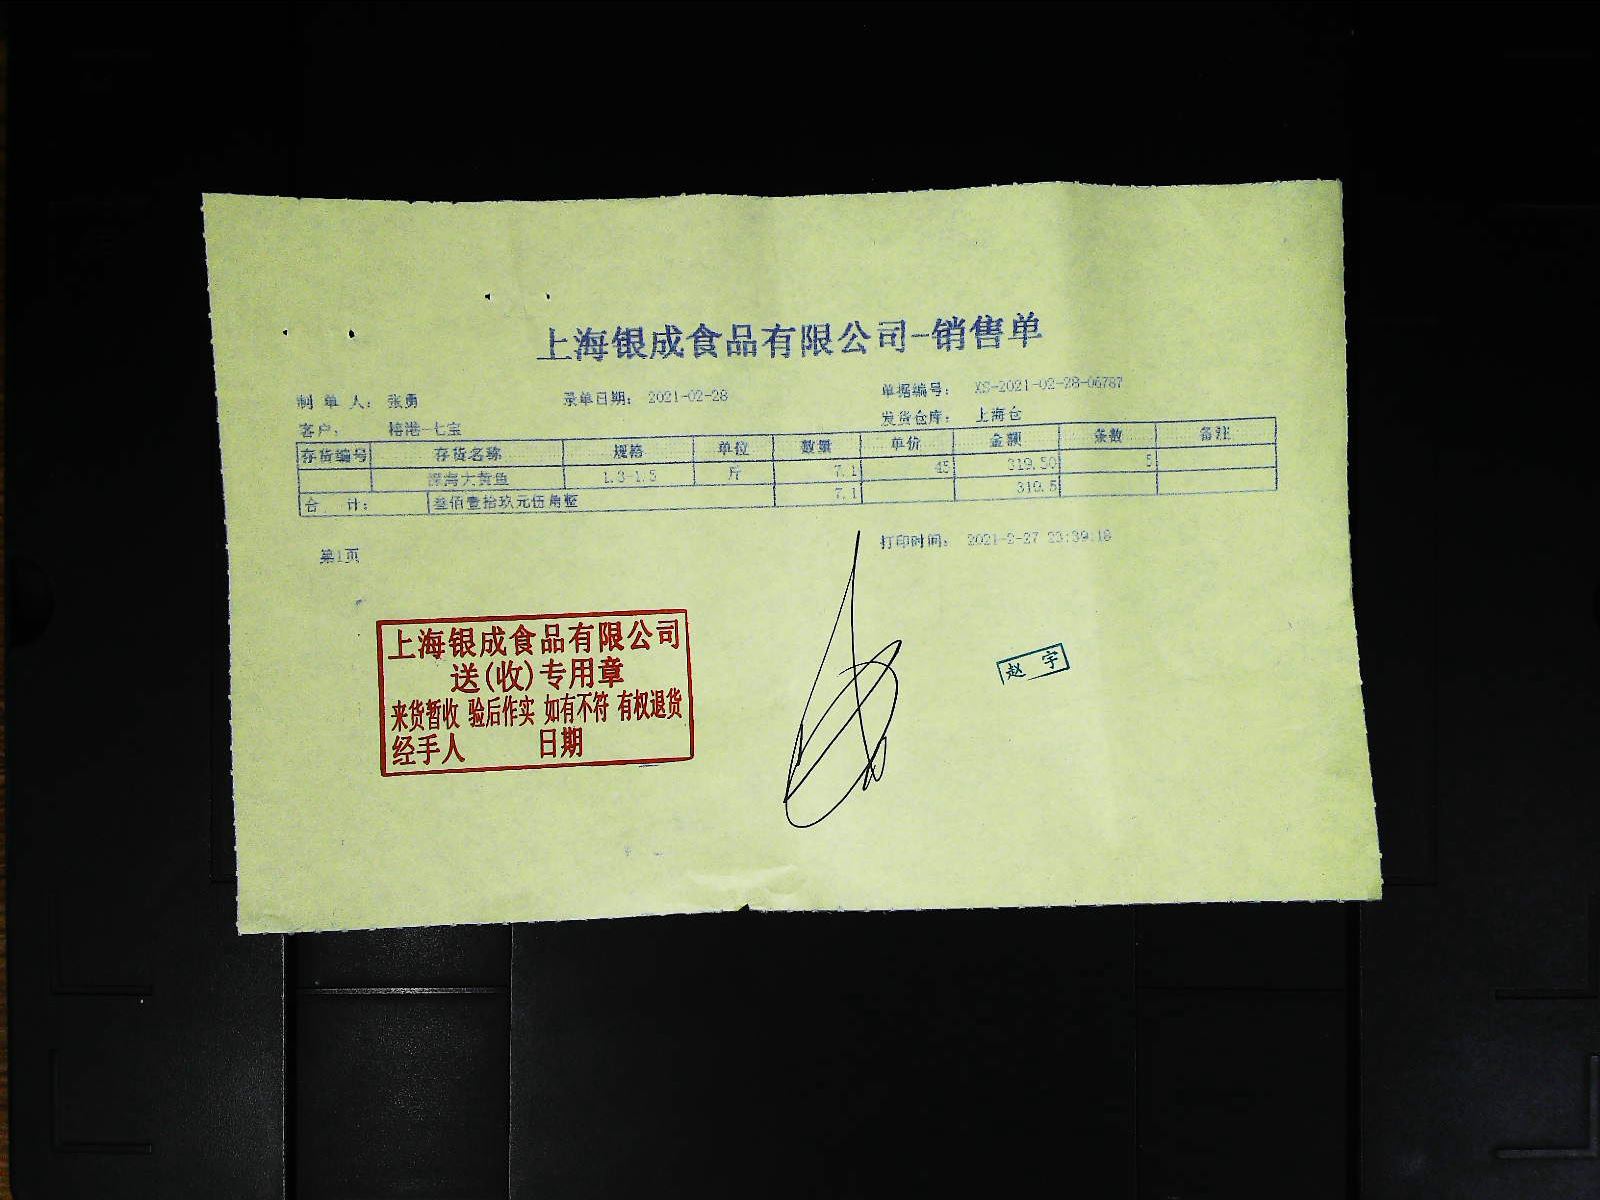 上海银成食品有限公司-销售单
制 单 人： 张勇 录单日期： 2021-02-28 单据编号： XS-2021-02-28-06787
客户： 榕港-七宝 发货仓库： 上海仓
存货编号 存货名称 规格 单位 数量 单价 金额 条数 备注
深海大黄鱼 1.3-1.5 斤 7.1 45 319.50 5
合 计： 叁佰壹拾玖元伍角整 7.1 319.5
第1页 打印时间： 2021-2-27 23:39:18
上海银成食品有限公司
送(收)专用章
来货暂收 验后作实 如有不符 有权退货
经手人 日期
赵 宇